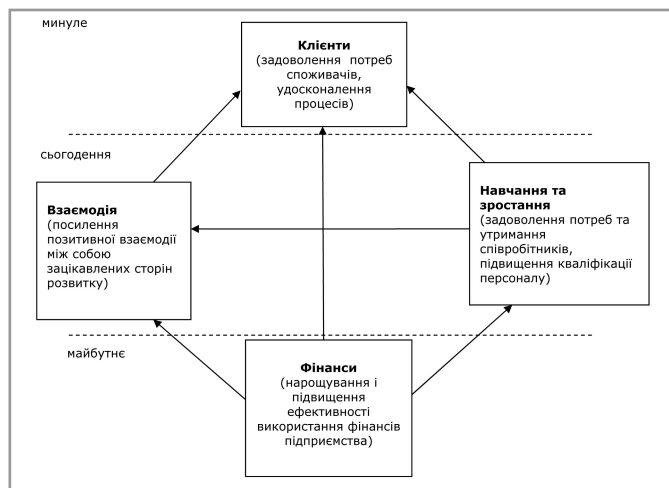 минуле
Клієнти
(задоволення потреб
споживачів,
удосконалення
процесів)
сьогодення
Взаємодія
(посилення
позитивної взаємодії
між собою
зацікавлених сторін
розвитку)
Навчання та
зростання
(задоволення потреб та
утримання
співробітників,
підвищення кваліфікації
персоналу)
майбутнє
Фінанси
(нарощування і
підвищення
ефективності
використання фінансів
підприємства)